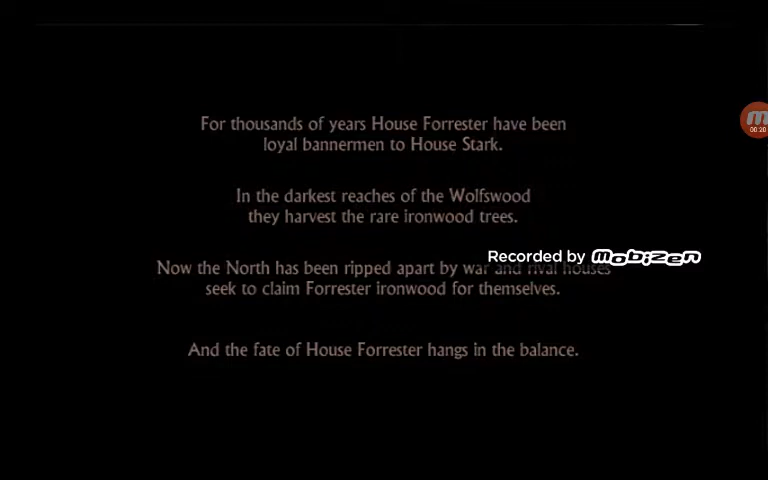 For thousands of years House Forrester have been
loyal bannermen to House Stark.
In the darkest reaches of the Wolfswood
they harvest the rare ironwood trees.
Now the North has been ripped apart by war and rival houses
seek to claim Forrester ironwood for themselves.
And the fate of House Forrester hangs in the balance.
Recorded by mobizen
M
00:20